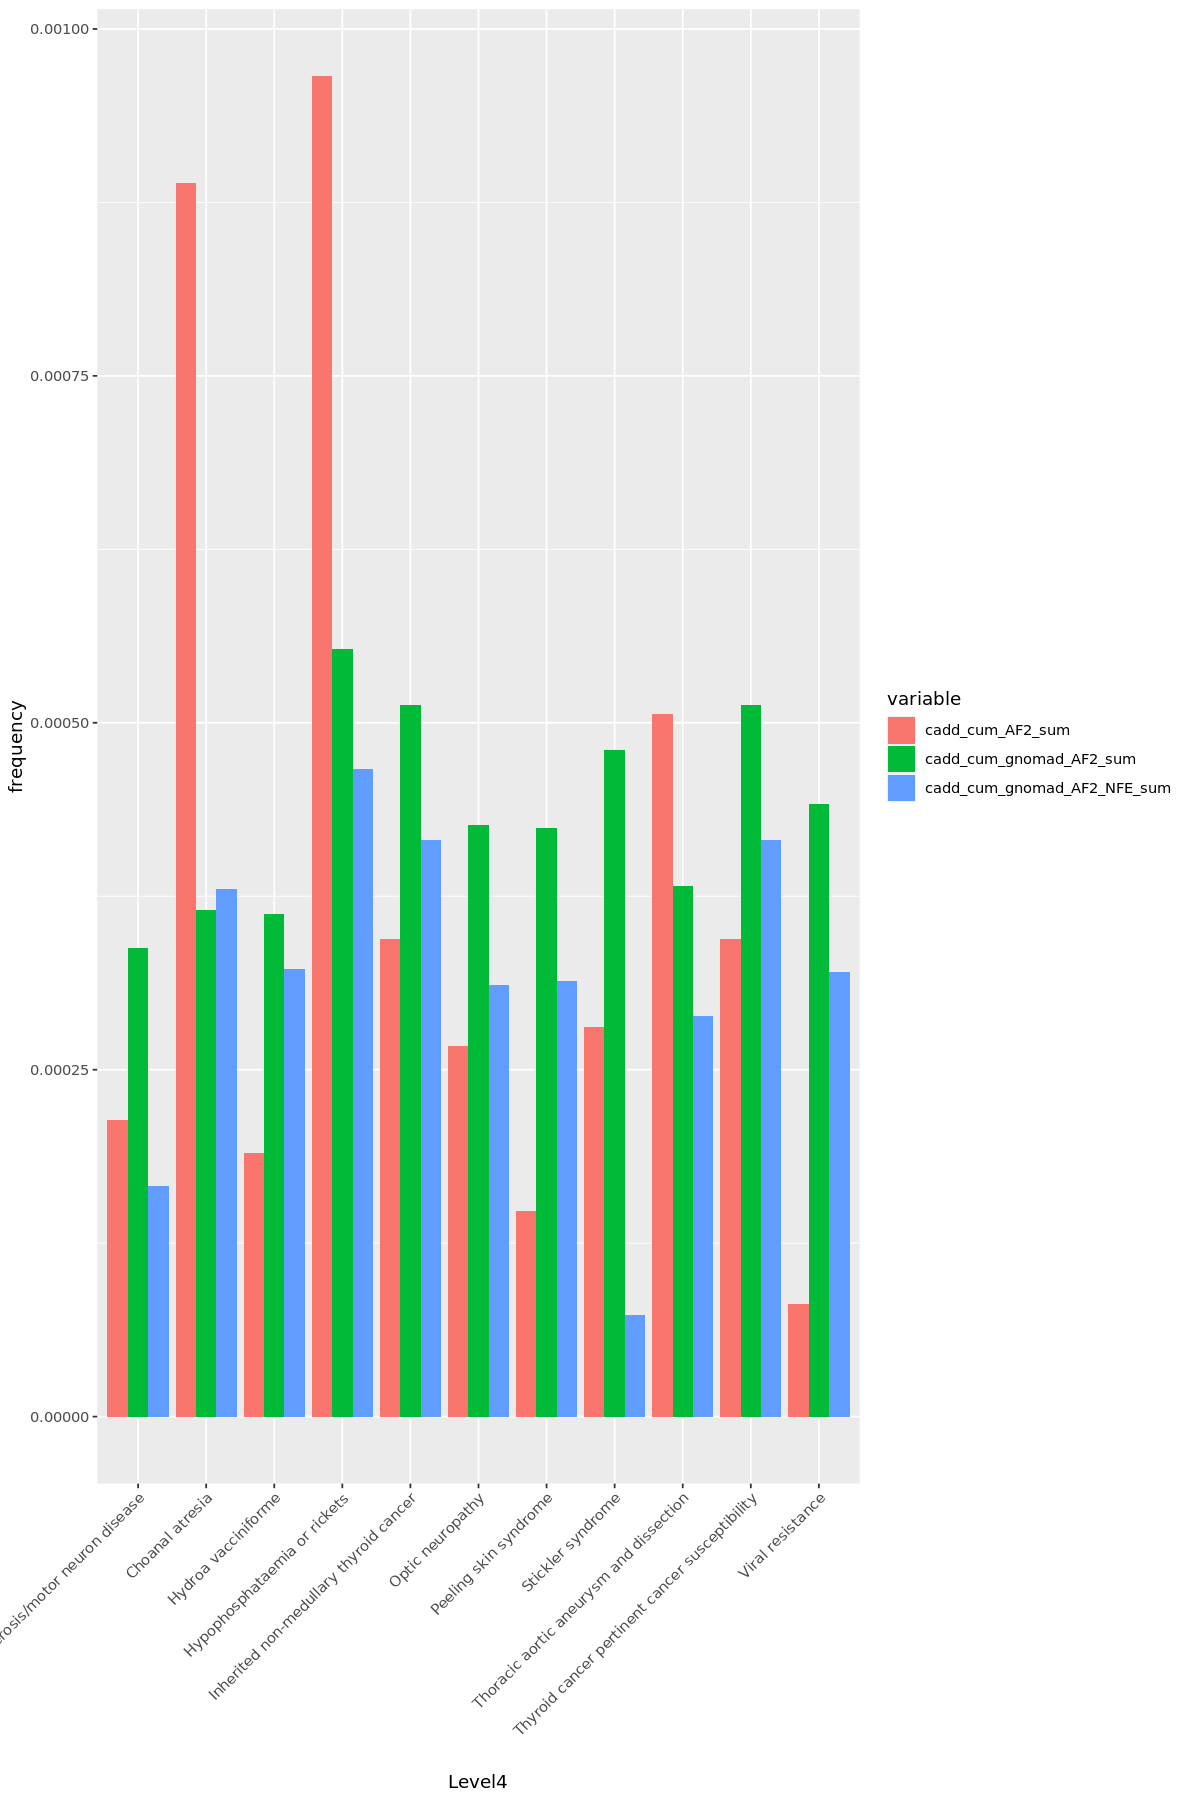 0.00100
0.00075
0.00050
0.00025
0.00000
frequency
variable
cadd_cum_AF2_sum
cadd_cum_gnomad_AF2_sum
cadd_cum_gnomad_AF2_NFE_sum
neuron disease
Choanal atresia
Hydroa vacciniforme
Hypophosphataemia or rickets
Inherited non-medullary thyroid cancer
Optic neuropathy
Peeling skin syndrome
Stickler syndrome
Thoracic aortic aneurysm and dissection
Thyroid cancer pertinent cancer susceptibility
Viral resistance
Level4